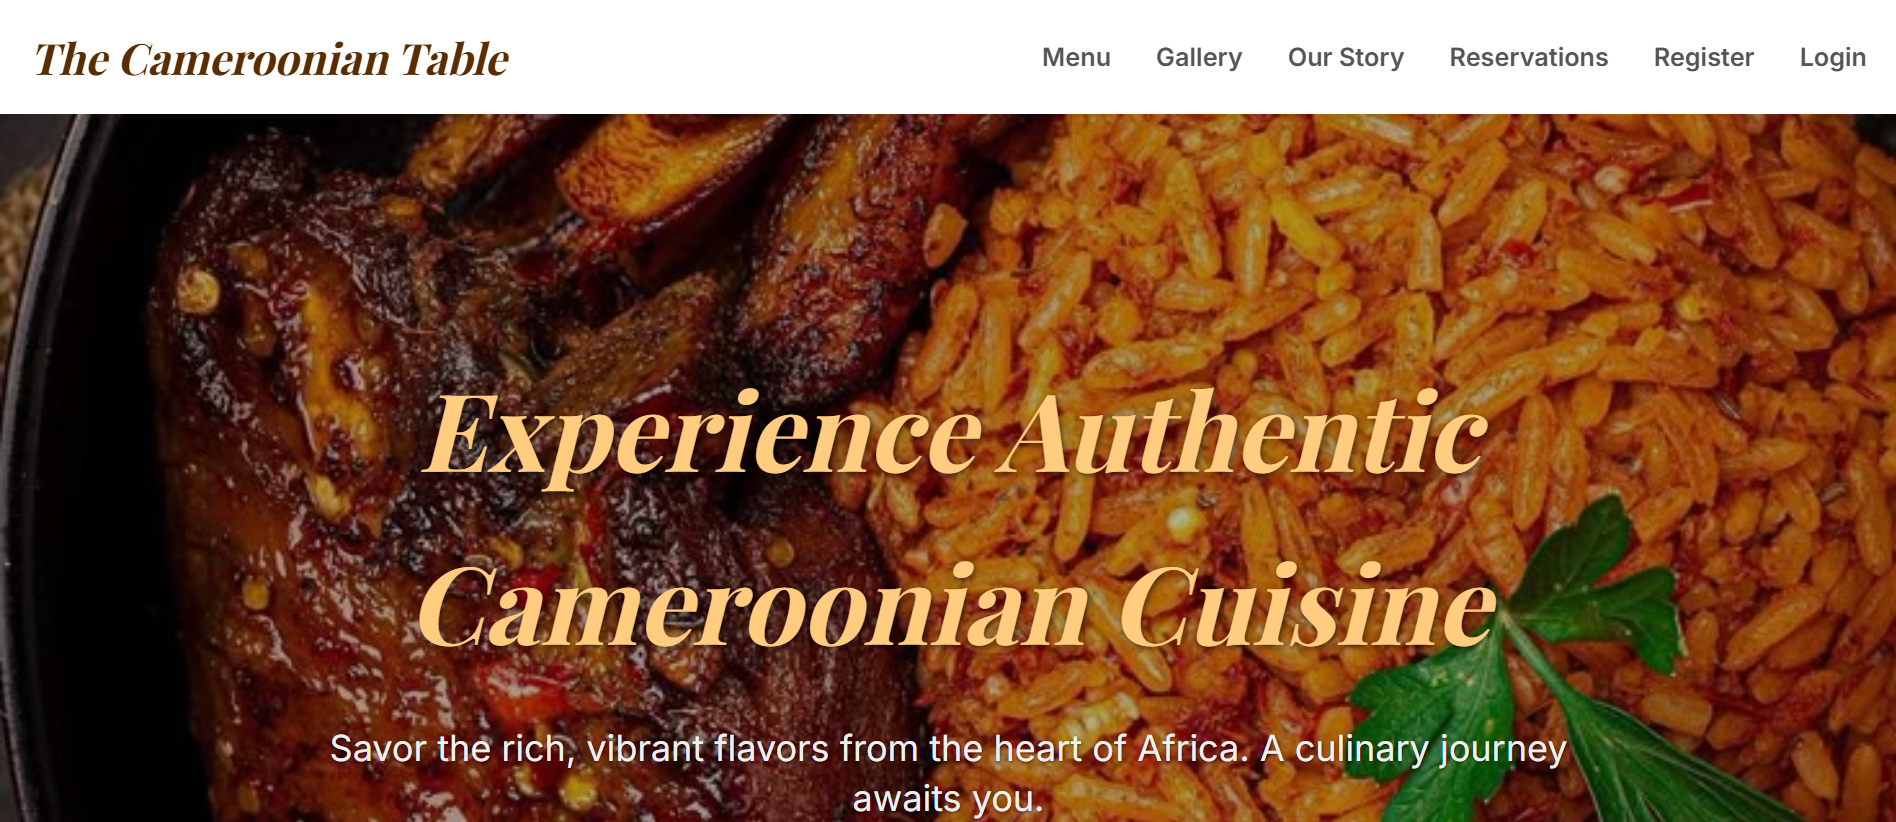 The Cameroonian Table
Menu Gallery Our Story Reservations Register Login
Experience Authentic
Cameroonian Cuisine
Savor the rich, vibrant flavors from the heart of Africa. A culinary journey
awaits you.